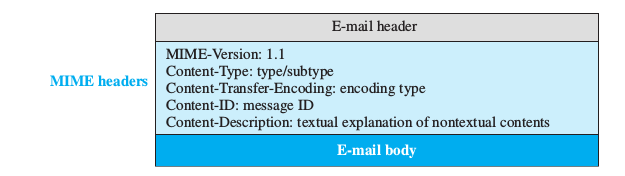 E-mail header
MIME headers
MIME-Version: 1.1
Content-Type: type/subtype
Content-Transfer-Encoding: encoding type
Content-ID: message ID
Content-Description: textual explanation of nontextual contents
E-mail body